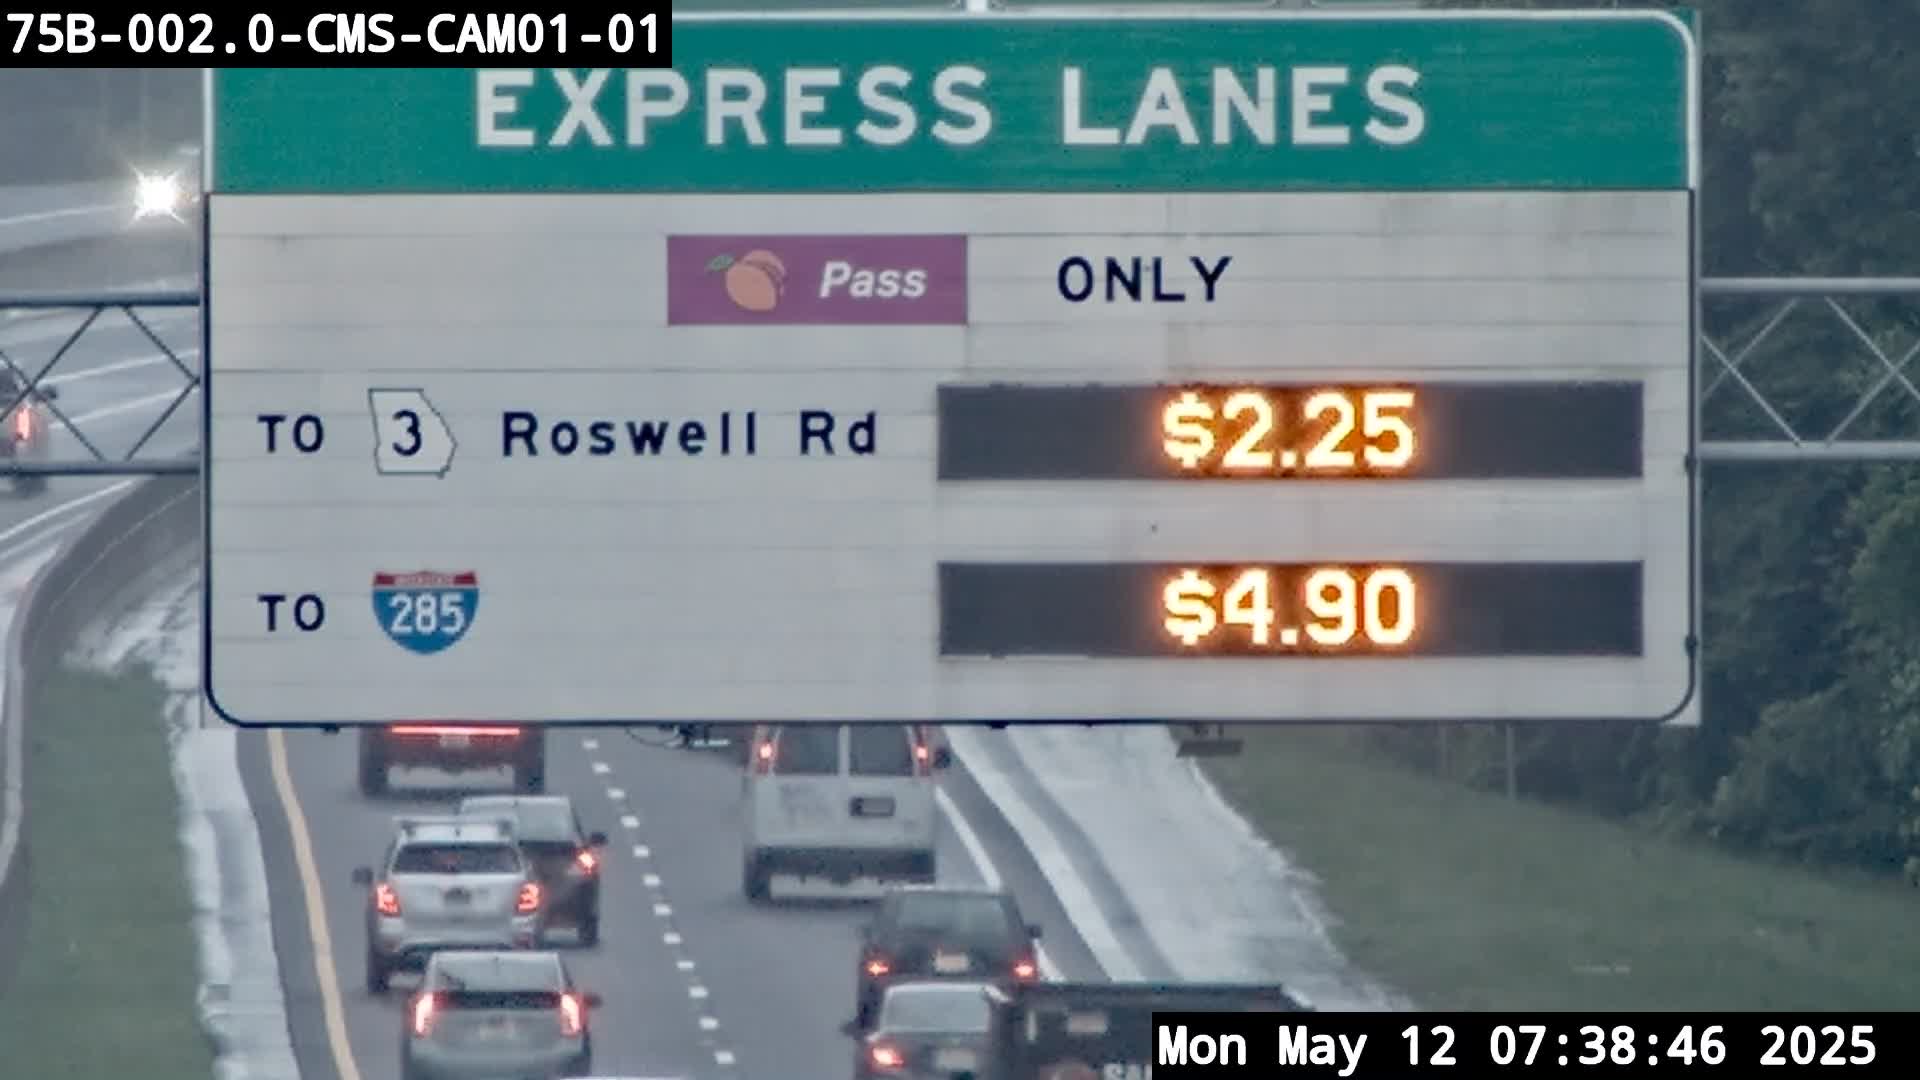 75B-002.0-CMS-CAM01-01
EXPRESS LANES
Pass ONLY
TO 3 Roswell Rd $2.25
TO INTERSTATE 285 $4.90
Mon May 12 07:38:46 2025